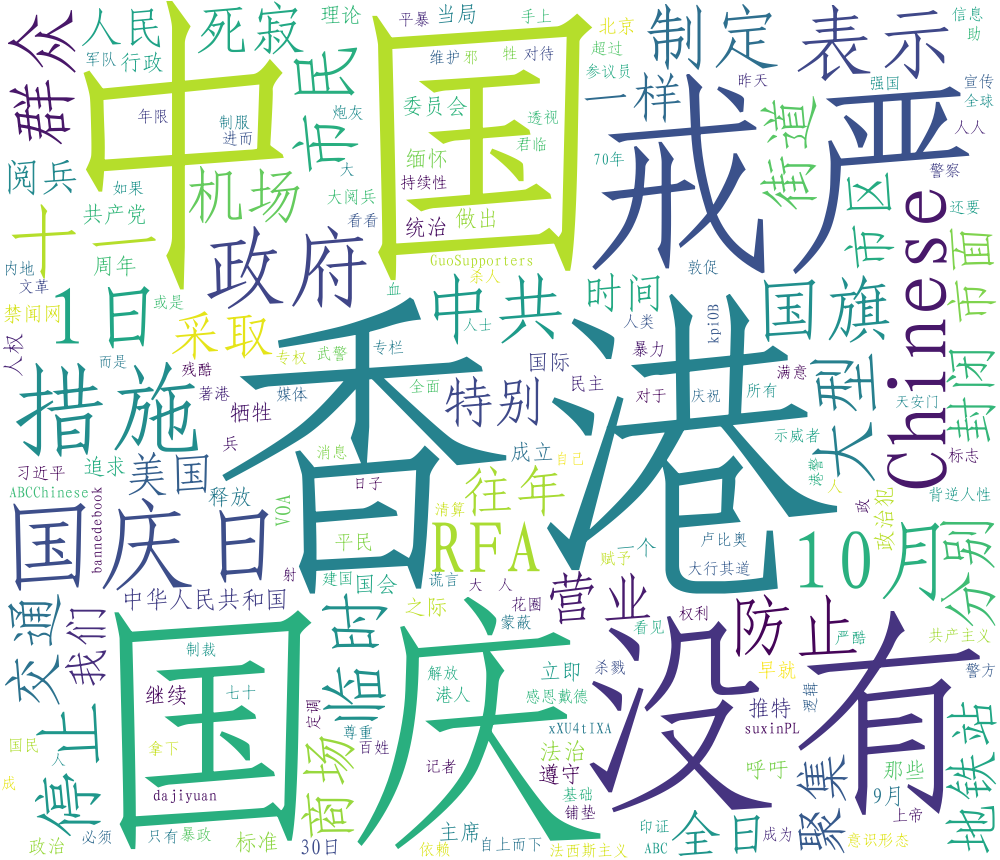 中国
香港
国庆
没有
戒严
措施
国庆日
政府
防止
Chinese
制定
表示
死寂
人民
群众
市民
行政
军队
理论
平暴
当局
手上
北京
信息
助
维护
邪
牲
对待
超过
参议员
昨天
强国
宣传
全球
一样
年限
炮灰
委员会
透视
街道
制服
进而
君临
70年
人人
阅兵
机场
大
缅怀
持续性
警察
如果
大阅兵
共产党
看看
统治
做出
市区
还要
市面
十一
周年
GuoSupporters
敦促
内地
文革
杀人
禁闻网
1日
或是
血
中共
时间
国旗
采取
人士
人类
kpiOB
人权
而是
专权
武警
专栏
国际
暴力
满意
封闭
残酷
著港
媒体
全面
特别
民主
对于
庆祝
所有
天安门
大型
牺牲
兵
示威者
标志
习近平
追求
美国
消息
成立
自己
港警
人
背逆人性
ABCChinese
释放
日子
往年
bannedebook
VOA
清算
政
政治犯
平民
RFA
赋予
一个
卢比奥
10月
分别
射
建国
国会
谎言
大
人
大行其道
中华人民共和国
之际
花圈
营业
权利
交通
我们
临时
蒙蔽
看见
严酷
共产主义
制裁
解放
立即
杀戮
早就
警方
继续
七十
港人
感恩戴德
逻辑
定调
尊重
xXU4tIXA
推特
suxinPL
国民
人
拿下
百姓
法治
地铁站
停止
商场
记者
遵守
呼吁
那些
成
dajiyuan
基础
铺垫
聚集
9月
上帝
政治
必须
只有
暴政
标准
主席
印证
全日
成为
意识形态
30日
依赖
自上而下
法西斯主义
ABC